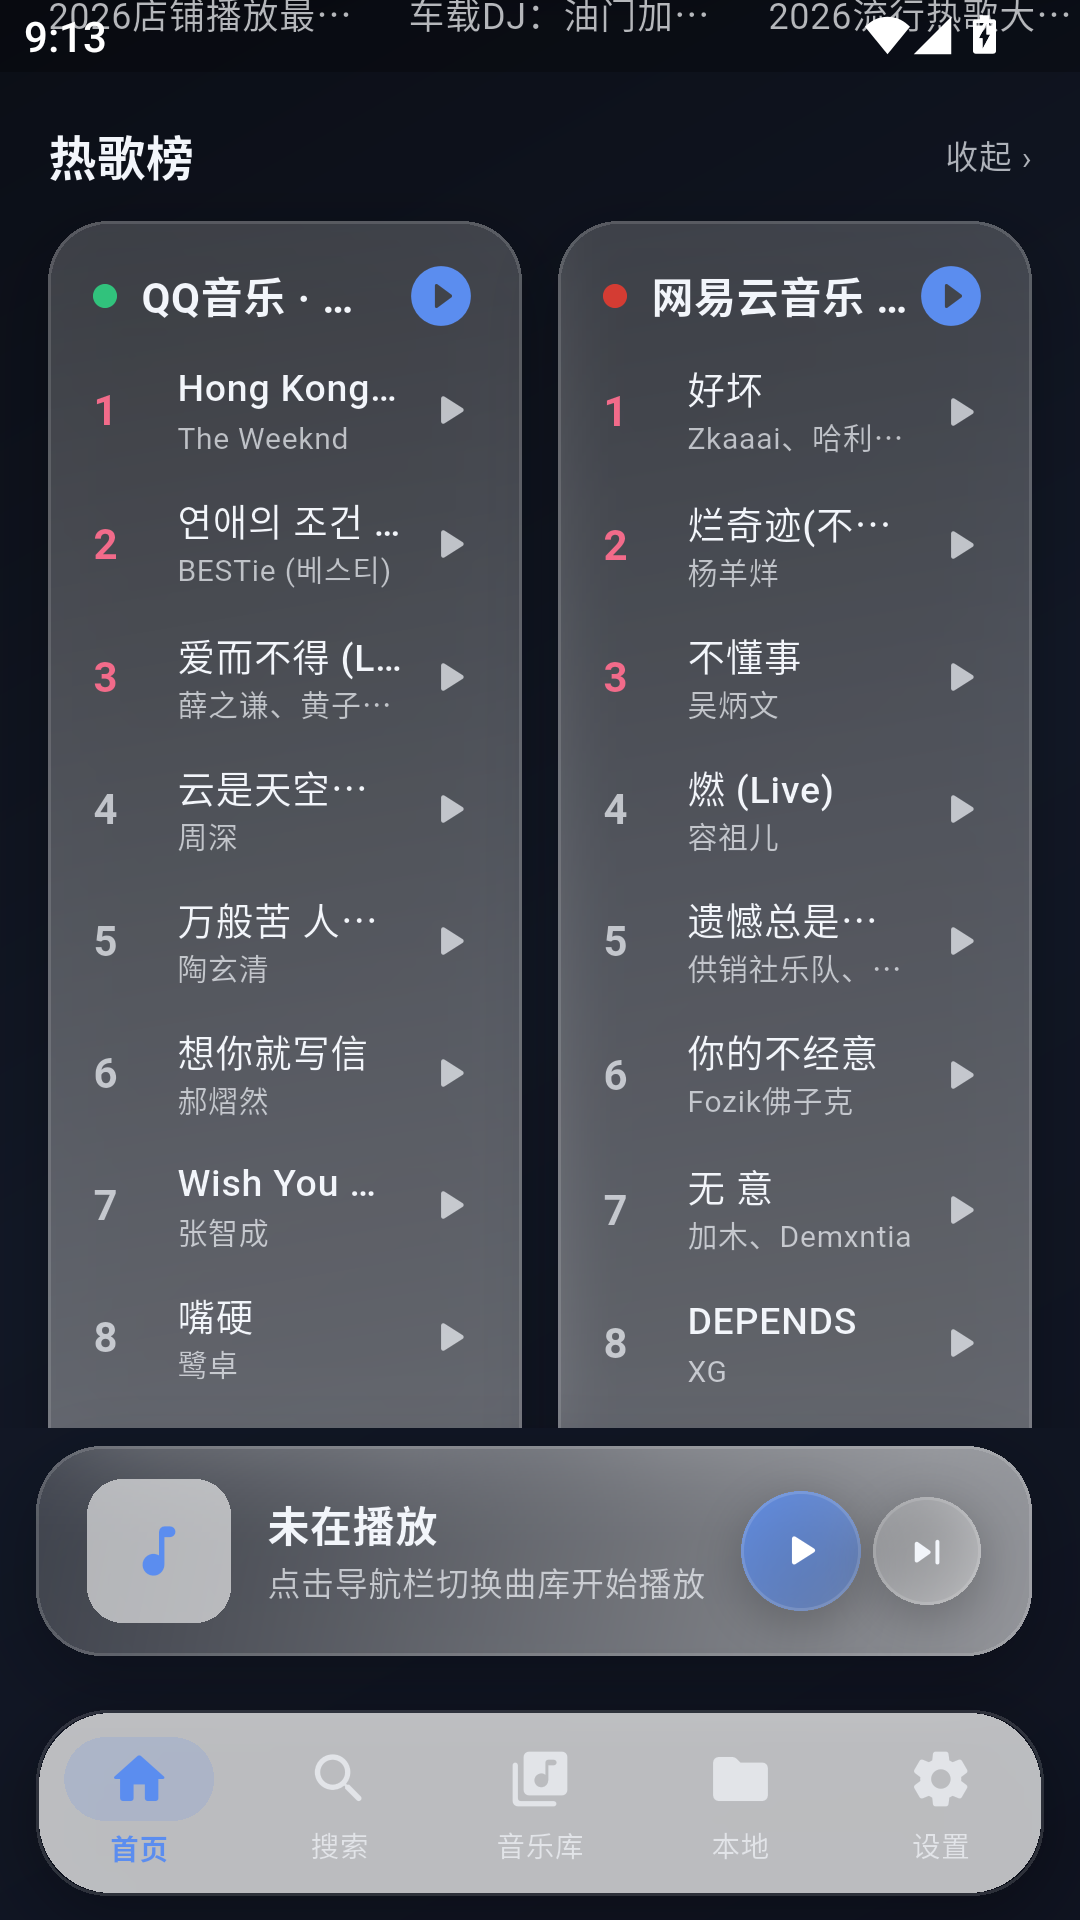 2026店铺播放最…
车载DJ：油门加…
2026流行热歌大…
9:13
热歌榜
收起 ›
QQ音乐 · …
1
Hong Kong…
The Weeknd
2
연애의 조건 …
BESTie (베스티)
3
爱而不得 (L…
薛之谦、黄子…
4
云是天空…
周深
5
万般苦 人…
陶玄清
6
想你就写信
郝熠然
7
Wish You …
张智成
8
嘴硬
鹭卓
网易云音乐 …
1
好坏
Zkaaai、哈利…
2
烂奇迹(不…
杨羊烊
3
不懂事
吴炳文
4
燃 (Live)
容祖儿
5
遗憾总是…
供销社乐队、…
6
你的不经意
Fozik佛子克
7
无 意
加木、Demxntia
8
DEPENDS
XG
未在播放
点击导航栏切换曲库开始播放
首页
搜索
音乐库
本地
设置